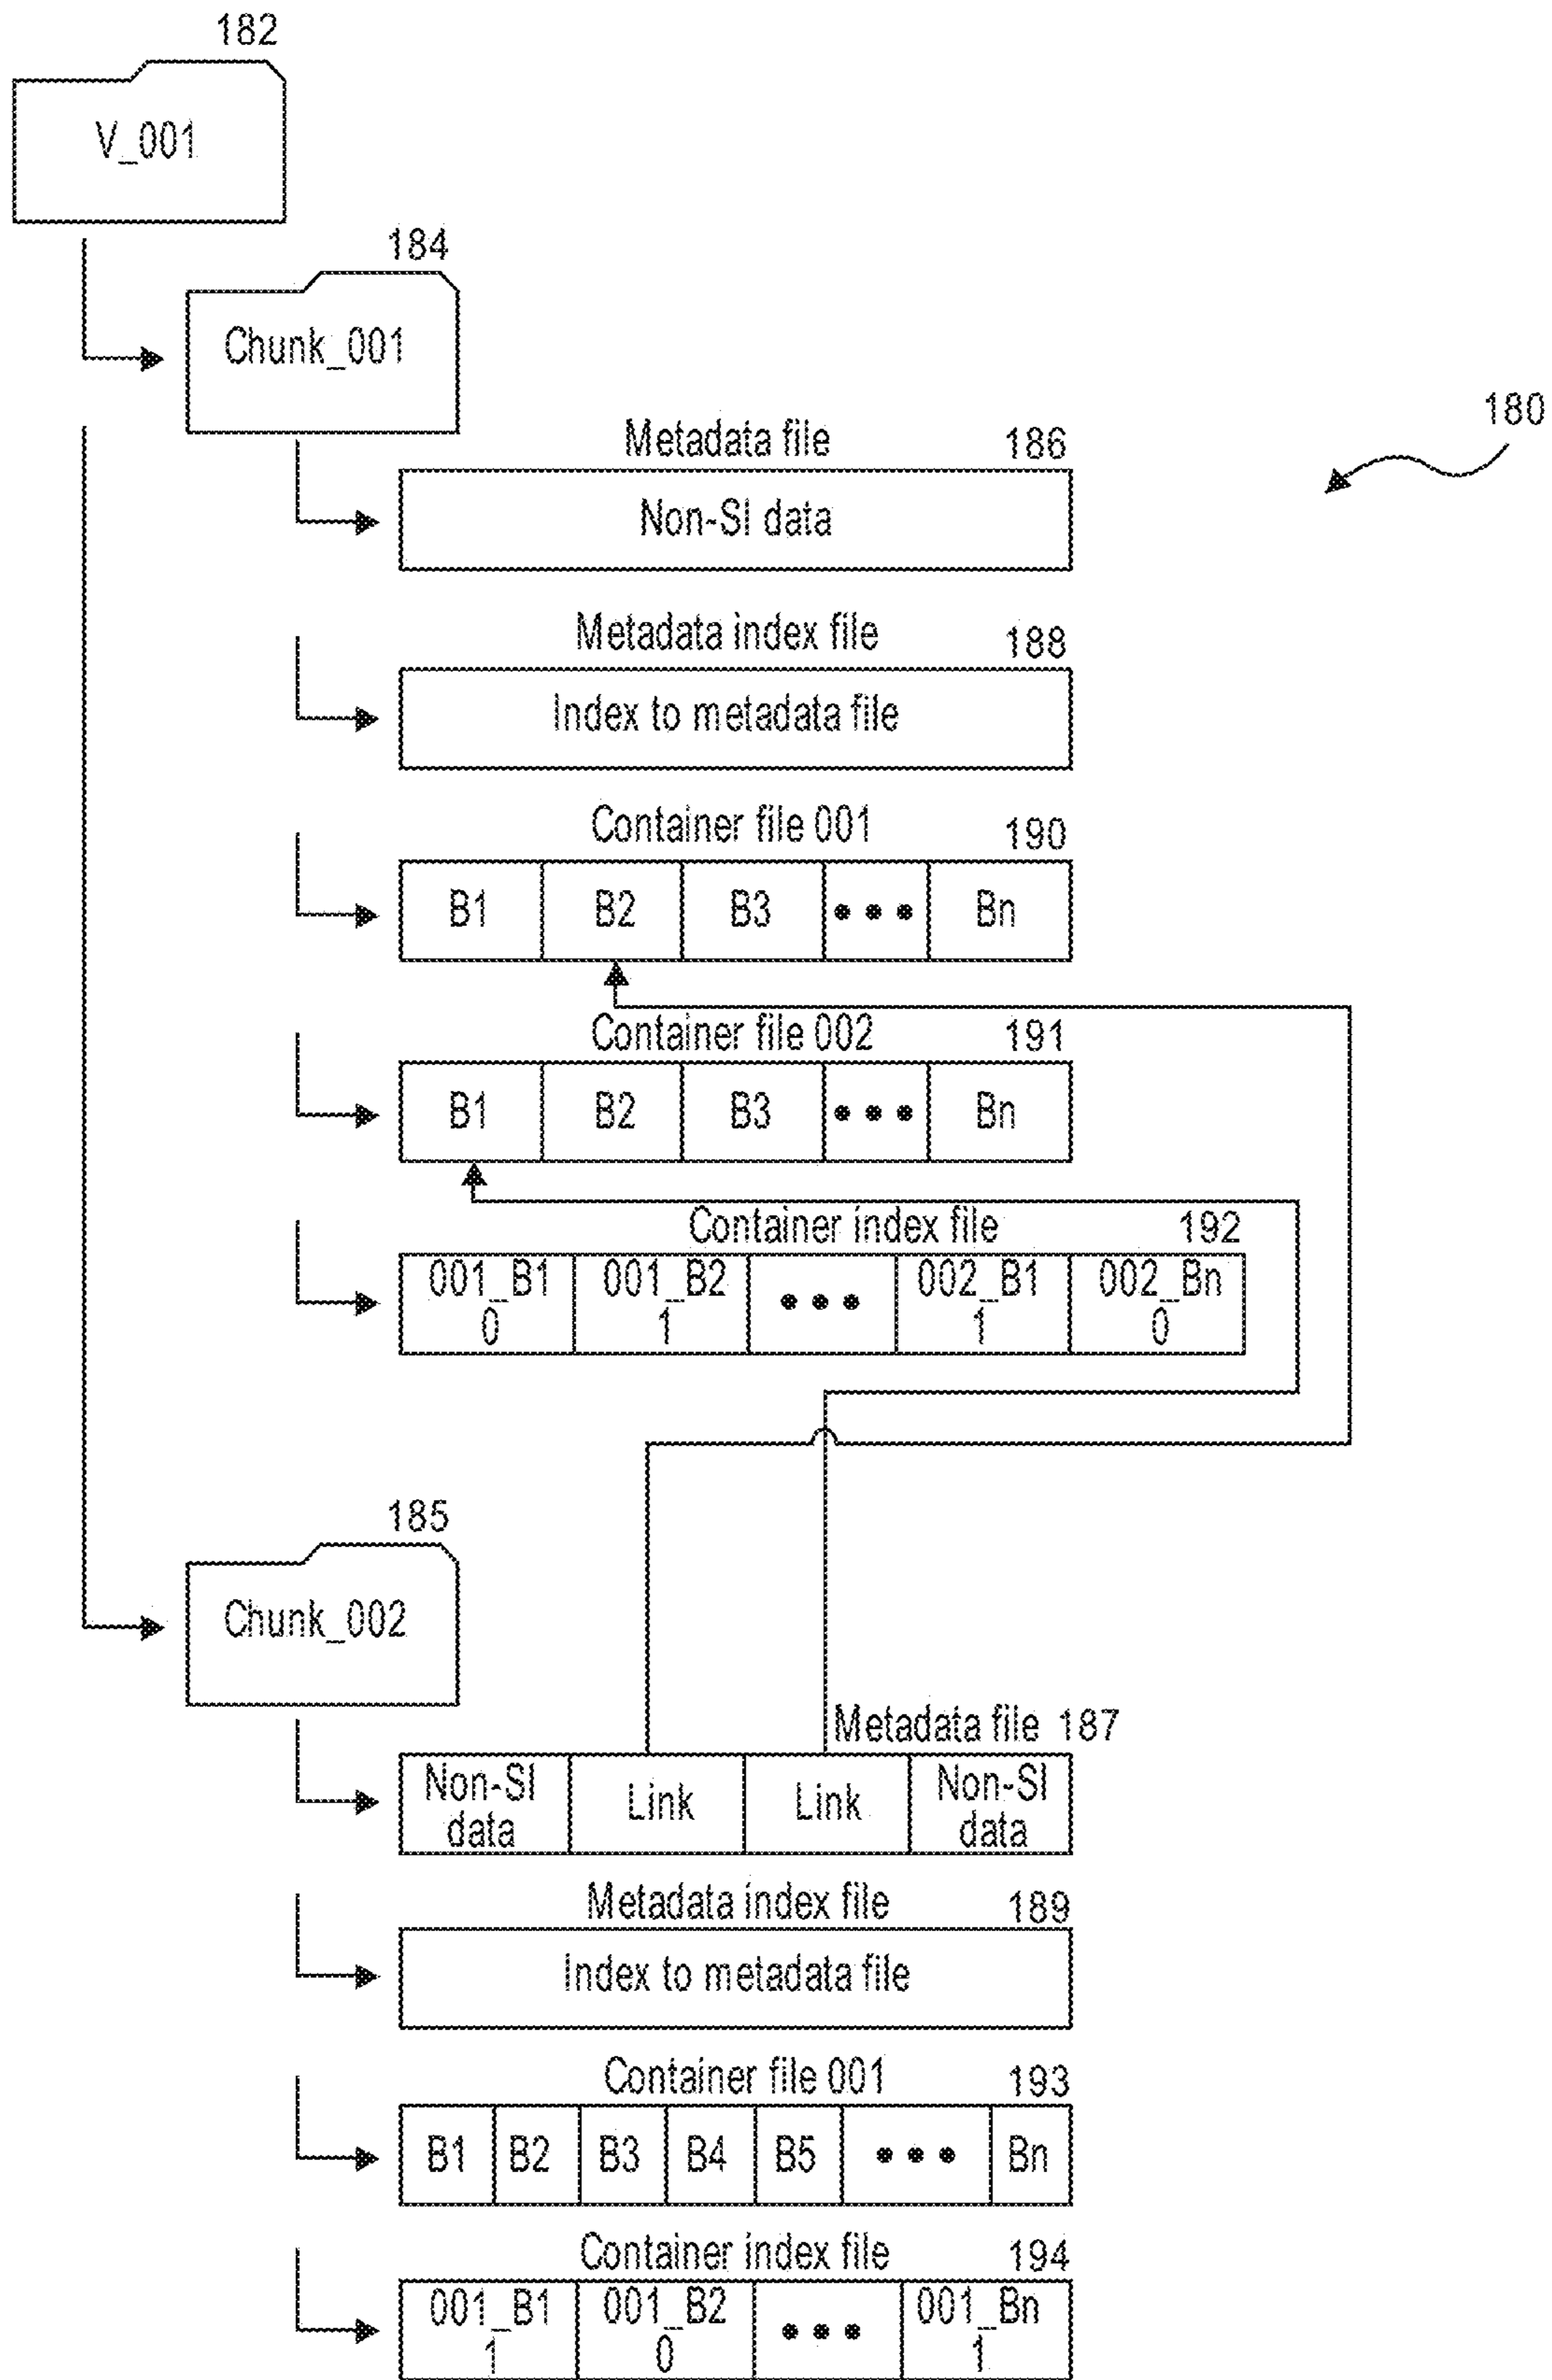 182
V_001
184
Chunk_001
180
Metadata file 186
Non-SI data
Metadata index file 188
Index to metadata file
Container file 001 190
B1 B2 B3 ••• Bn
Container file 002 191
B1 B2 B3 ••• Bn
Container index file 192
001_B1 001_B2 ••• 002_B1 002_Bn
0 1 1 0
185
Chunk_002
Metadata file 187
Non-SI Link Link Non-SI
data data
Metadata index file 189
Index to metadata file
Container file 001 193
B1 B2 B3 B4 B5 ••• Bn
Container index file 194
001_B1 001_B2 ••• 001_Bn
1 0 1